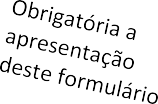 Obrigatória a
apresentação
deste formulário